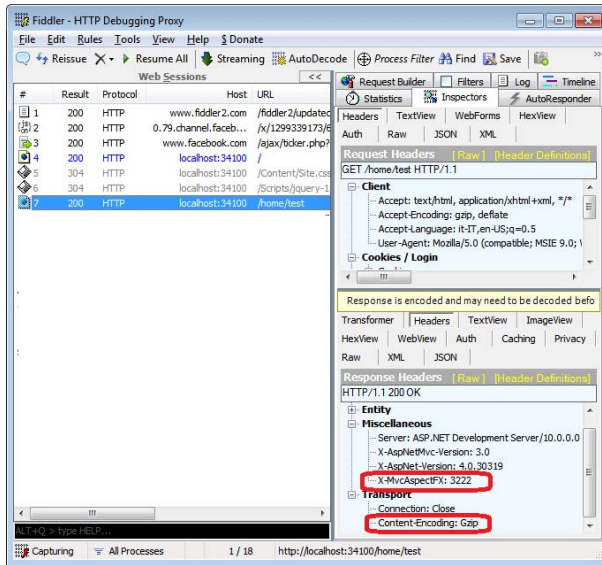 Fiddler - HTTP Debugging Proxy
File Edit Rules Tools View Help $ Donate
Reissue Resume All Streaming AutoDecode Process Filter Find Save
Web Sessions <<
# Result Protocol Host URL
1 200 HTTP www.fiddler2.com /fiddler2/updatec
2 200 HTTP 0.79.channel.faceb... /x/1299339173/6
3 200 HTTP www.facebook.com /ajax/ticker.php?
4 200 HTTP localhost:34100 /
5 304 HTTP localhost:34100 /Content/Site.css
6 304 HTTP localhost:34100 /Scripts/jquery-1
7 200 HTTP localhost:34100 /home/test
ALT+Q > type HELP...
Request Builder Filters Log Timeline
Statistics Inspectors AutoResponder
Headers TextView WebForms HexView
Auth Raw JSON XML
Request Headers [ Raw ] [Header Definitions]
GET /home/test HTTP/1.1
Client
Accept: text/html, application/xhtml+xml, */*
Accept-Encoding: gzip, deflate
Accept-Language: it-IT,en-US;q=0.5
User-Agent: Mozilla/5.0 (compatible; MSIE 9.0; \
Cookies / Login
Response is encoded and may need to be decoded befo
Transformer Headers TextView ImageView
HexView WebView Auth Caching Privacy
Raw XML JSON
Response Headers [ Raw ] [Header Definitions]
HTTP/1.1 200 OK
Entity
Miscellaneous
Server: ASP.NET Development Server/10.0.0.0
X-AspNetMvc-Version: 3.0
X-AspNet-Version: 4.0.30319
X-MvcAspectFX: 3222
Transport
Connection: Close
Content-Encoding: Gzip
Capturing All Processes 1 / 18 http://localhost:34100/home/test